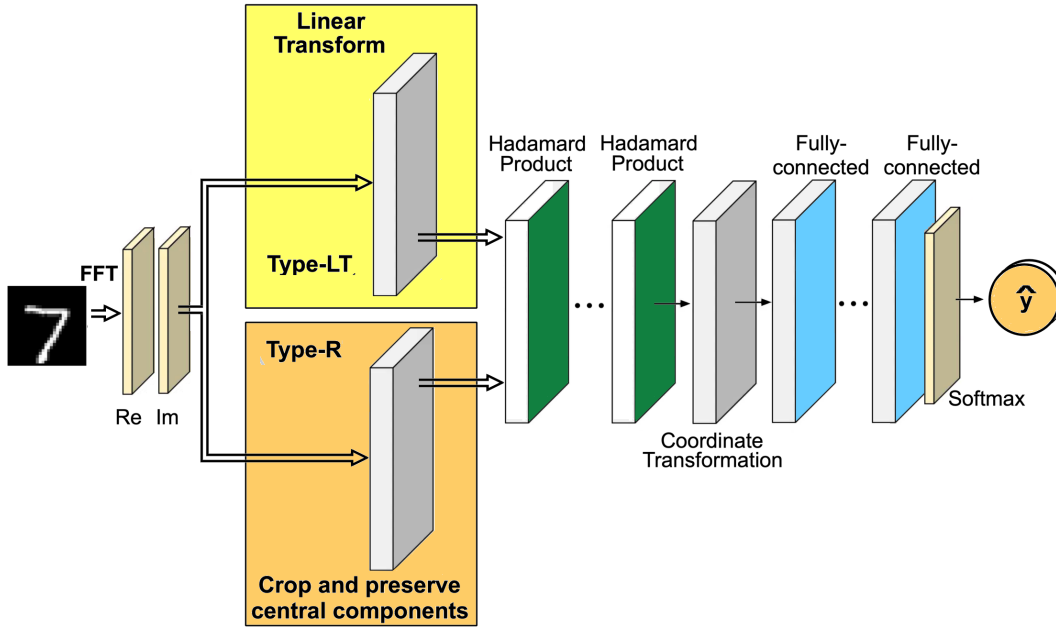 Linear
Transform
Type-LT
FFT
Re
Im
Type-R
Crop and preserve
central components
Hadamard
Product
Hadamard
Product
Coordinate
Transformation
Fully-
connected
Fully-
connected
Softmax
ŷ